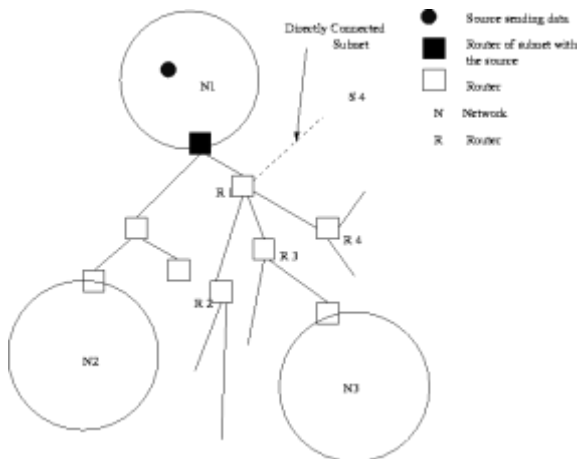 Directly Connected
Subset
S 4
N1
R 1
R 4
R 3
R 2
N2
N3
Source sending data
Router of subset with
the source
Router
N Network
R Router